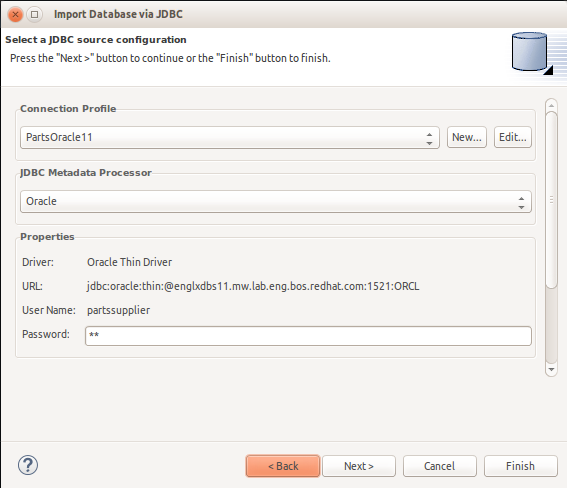 Import Database via JDBC
Select a JDBC source configuration
Press the "Next >" button to continue or the "Finish" button to finish.
Connection Profile
PartsOracle11
New...
Edit...
JDBC Metadata Processor
Oracle
Properties
Driver: Oracle Thin Driver
URL: jdbc:oracle:thin:@englxdbs11.mw.lab.eng.bos.redhat.com:1521:ORCL
User Name: partssupplier
Password: **
?
< Back
Next >
Cancel
Finish